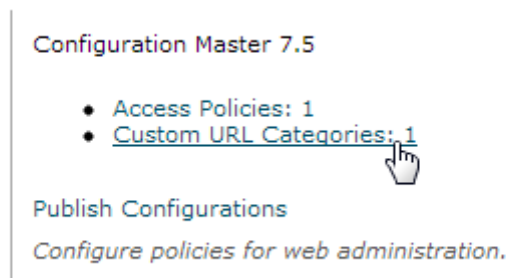 Configuration Master 7.5
Access Policies: 1
Custom URL Categories: 1
Publish Configurations
Configure policies for web administration.